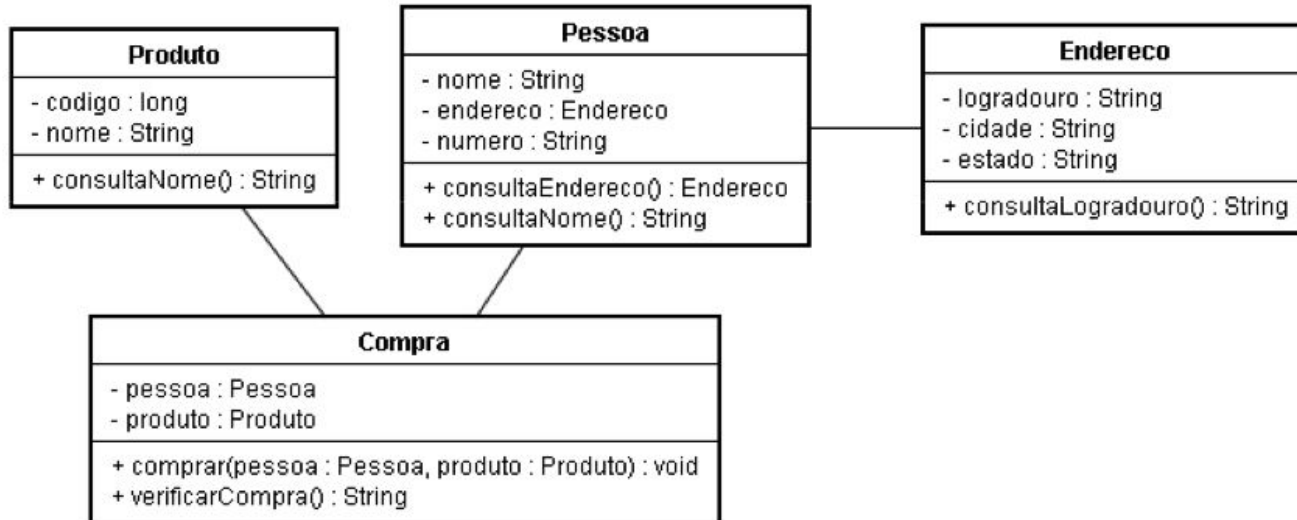 Produto
- codigo : long
- nome : String
+ consultaNome() : String
Pessoa
- nome : String
- endereco : Endereco
- numero : String
+ consultaEndereco() : Endereco
+ consultaNome() : String
Endereco
- logradouro : String
- cidade : String
- estado : String
+ consultaLogradouro() : String
Compra
- pessoa : Pessoa
- produto : Produto
+ comprar(pessoa : Pessoa, produto : Produto) : void
+ verificarCompra() : String